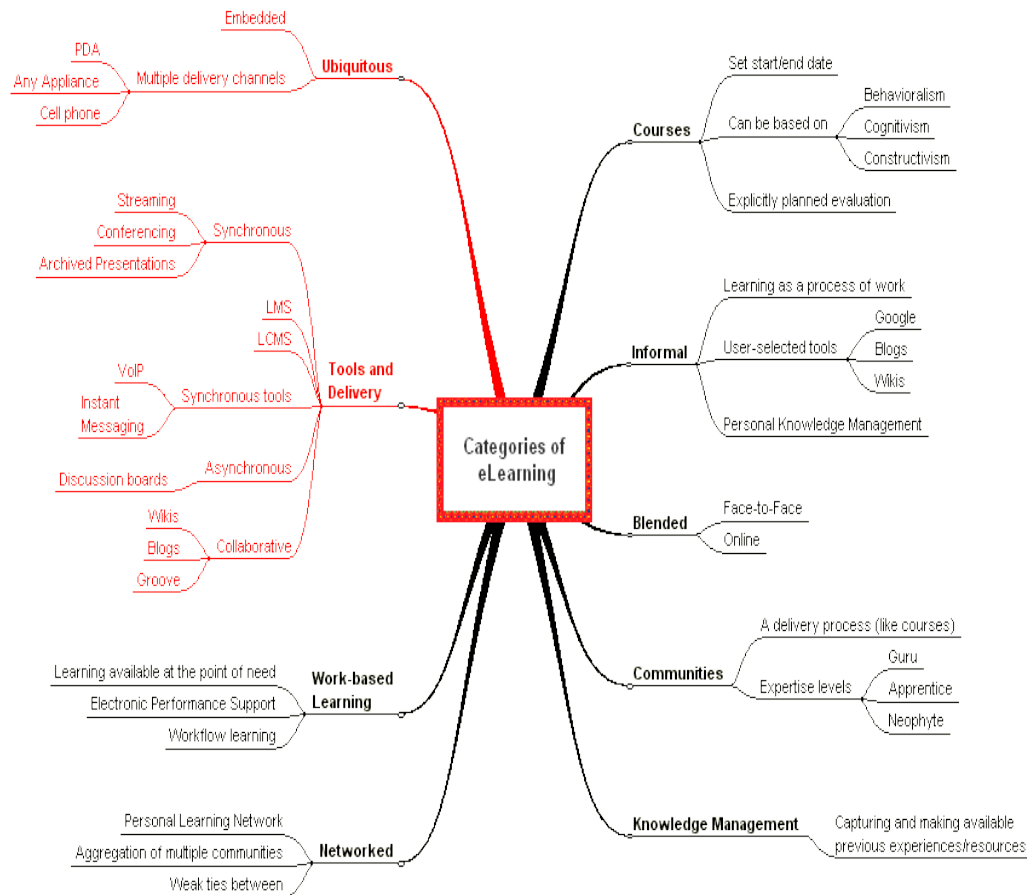 Categories of
eLearning
Ubiquitous
Embedded
Multiple delivery channels
PDA
Any Appliance
Cell phone
Tools and
Delivery
Synchronous
Streaming
Conferencing
Archived Presentations
LMS
LCMS
Synchronous tools
VoIP
Instant
Messaging
Asynchronous
Discussion boards
Collaborative
Wikis
Blogs
Groove
Work-based
Learning
Learning available at the point of need
Electronic Performance Support
Workflow learning
Networked
Personal Learning Network
Aggregation of multiple communities
Weak ties between
Courses
Set start/end date
Can be based on
Behavioralism
Cognitivism
Constructivism
Explicitly planned evaluation
Informal
Learning as a process of work
User-selected tools
Google
Blogs
Wikis
Personal Knowledge Management
Blended
Face-to-Face
Online
Communities
A delivery process (like courses)
Expertise levels
Guru
Apprentice
Neophyte
Knowledge Management
Capturing and making available
previous experiences/resources